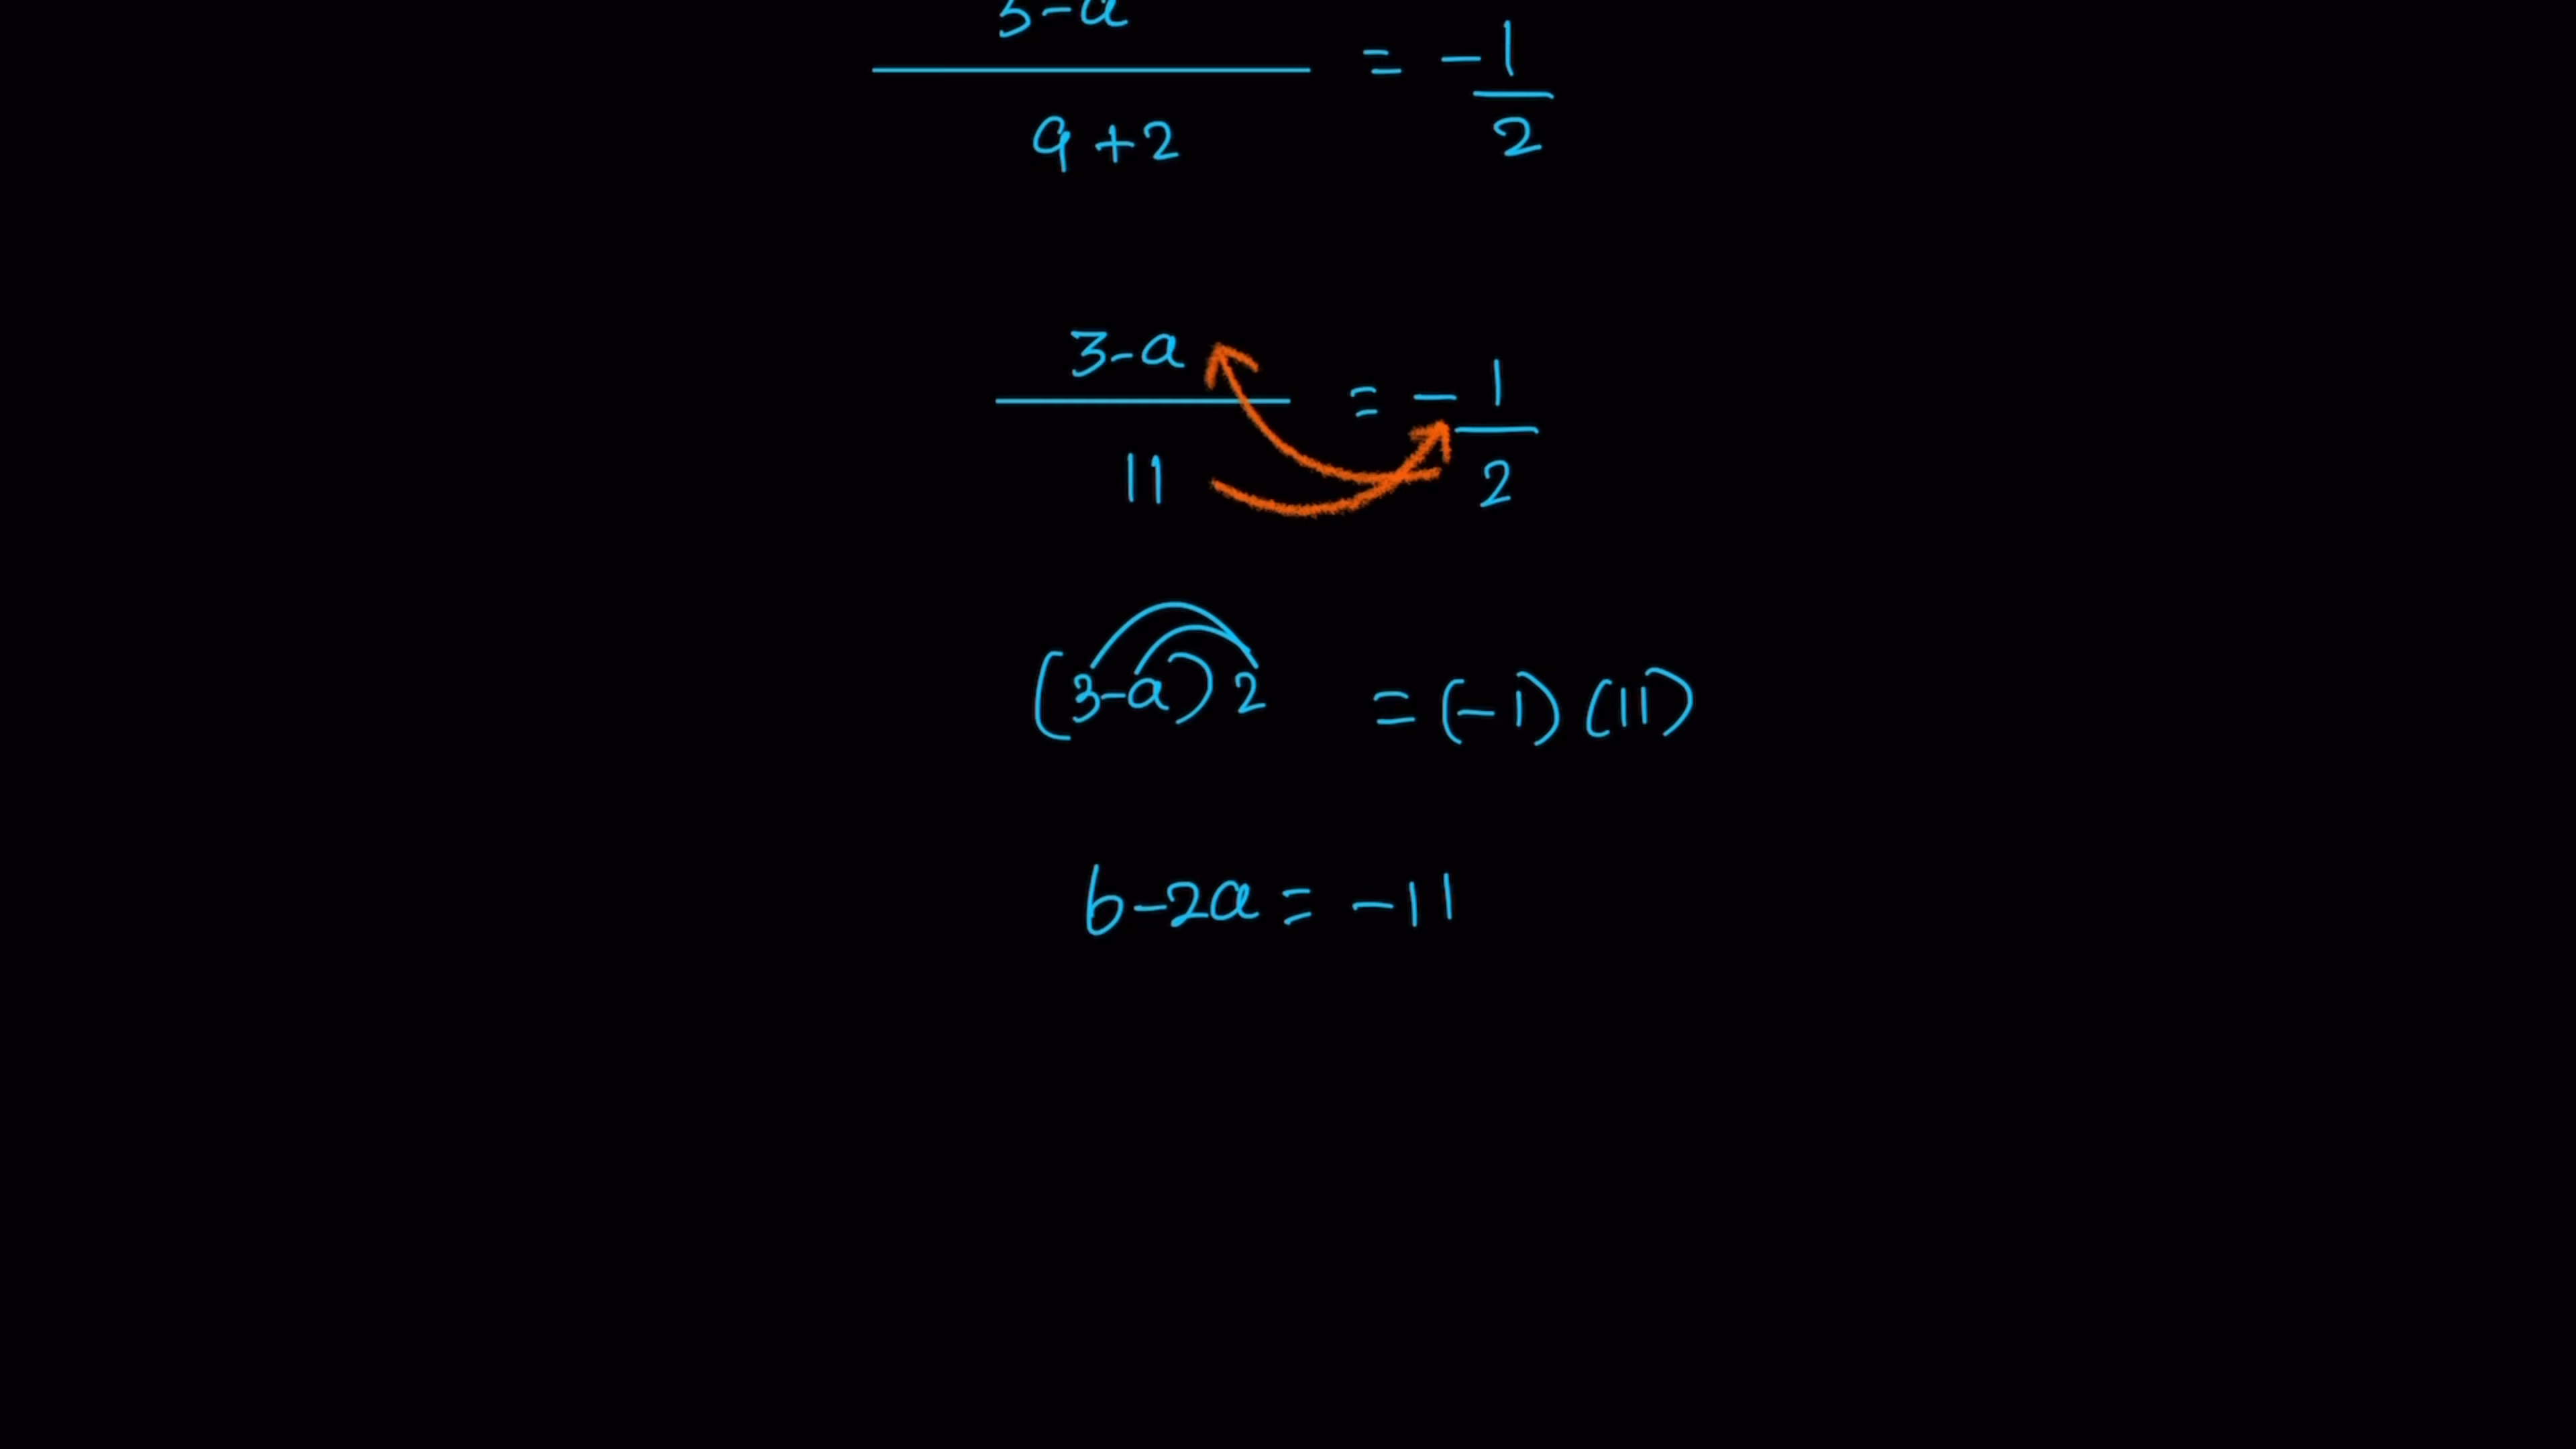 3-a
= -1
9+2
2
3-a
= -1
11
2
(3-a)2 = (-1)(11)
6-2a = -11